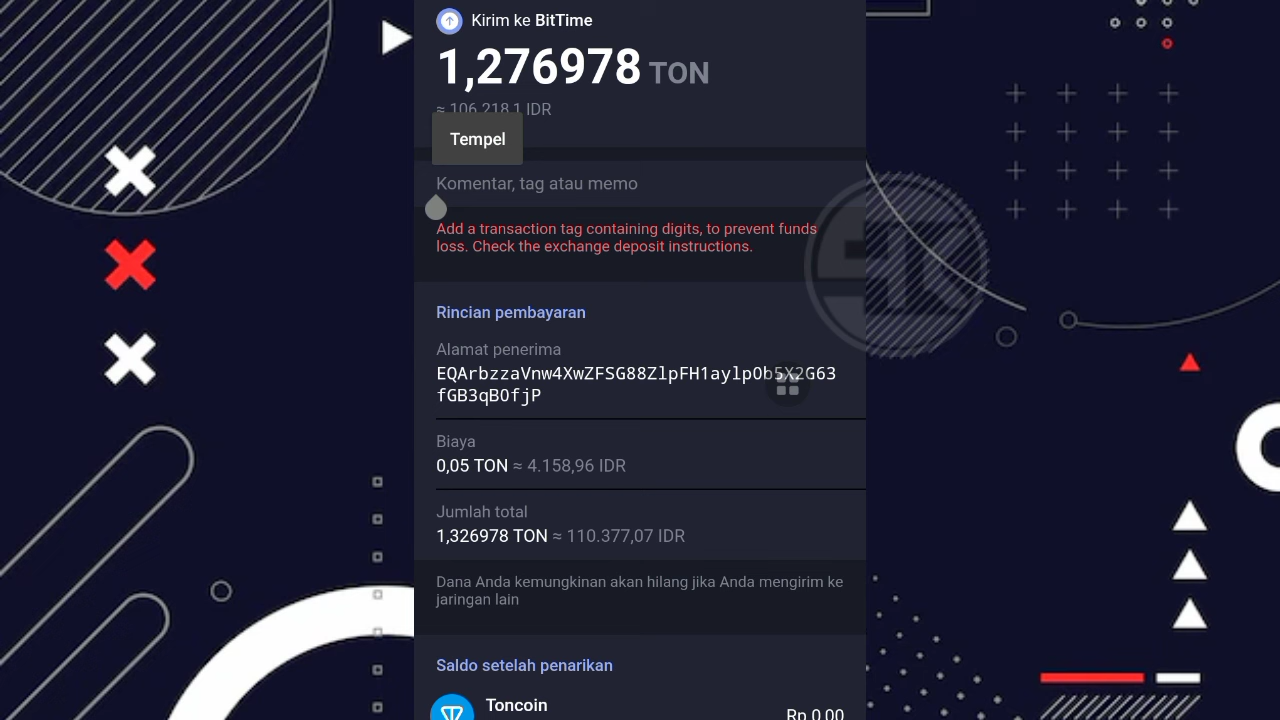 Kirim ke BitTime
1,276978 TON
≈ 106.218,1 IDR
Tempel
Komentar, tag atau memo
Add a transaction tag containing digits, to prevent funds
loss. Check the exchange deposit instructions.
Rincian pembayaran
Alamat penerima
EQArbzzaVnw4XwZFSG88ZlpFH1aylpOb5X2G63
fGB3qB0fjP
Biaya
0,05 TON ≈ 4.158,96 IDR
Jumlah total
1,326978 TON ≈ 110.377,07 IDR
Dana Anda kemungkinan akan hilang jika Anda mengirim ke
jaringan lain
Saldo setelah penarikan
Toncoin
Rp 0,00